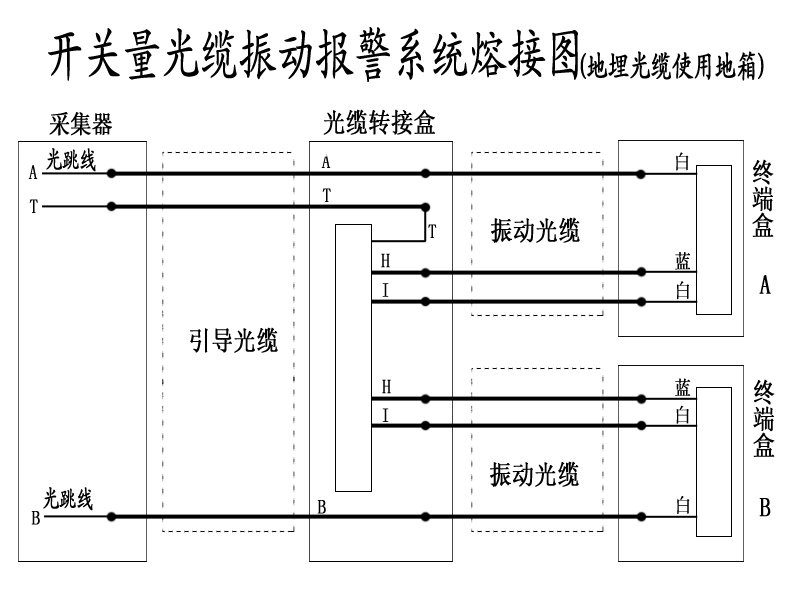 开关量光缆振动报警系统熔接图(地埋光缆使用地箱)
采集器
光缆转接盒
光跳线
A
A
白
终端盒
T
T
T
振动光缆
H
蓝
I
白
A
引导光缆
H
蓝
终端盒
I
白
振动光缆
光跳线
B
B
白
B